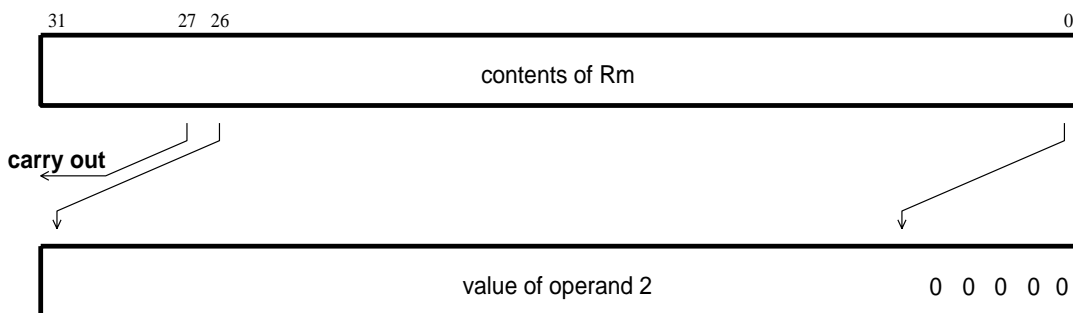 31 27 26 0
contents of Rm
carry out
value of operand 2 0 0 0 0 0